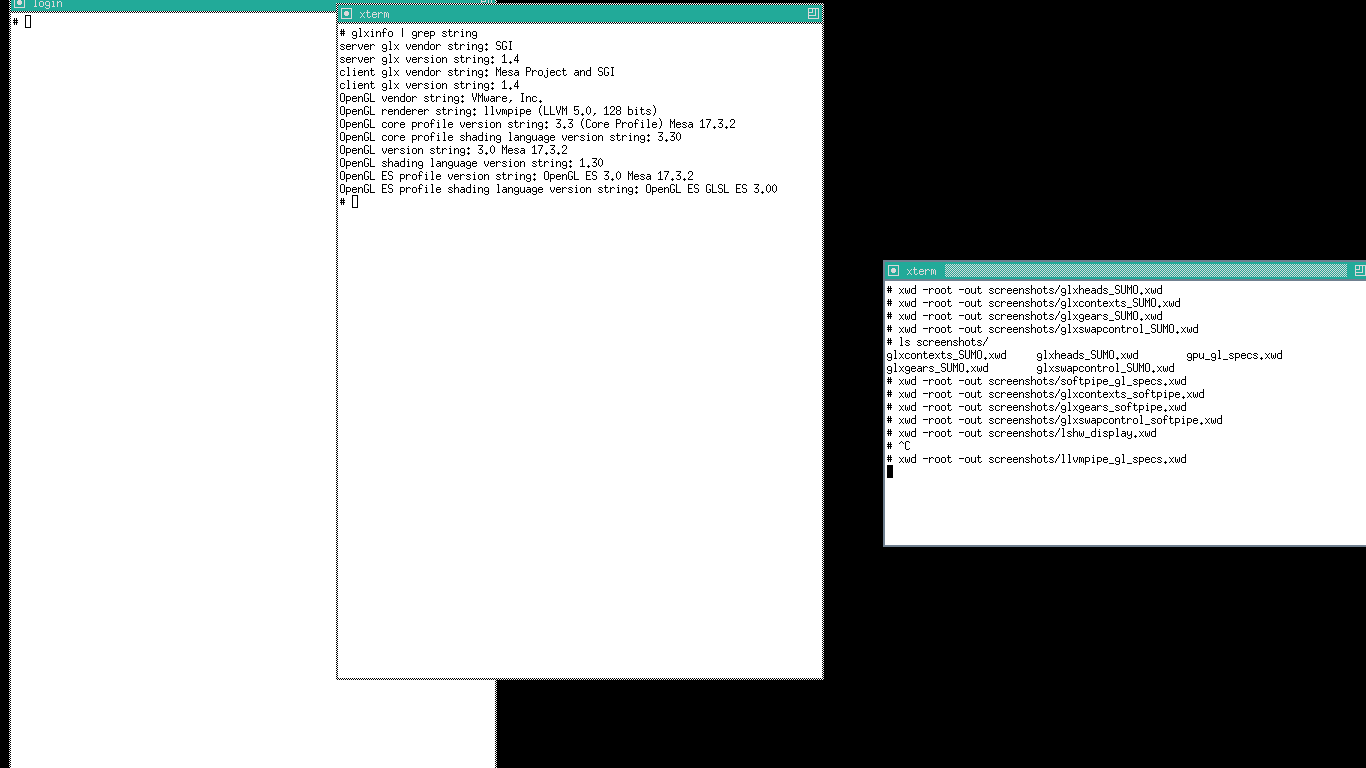 login
#
xterm
# glxinfo | grep string
server glx vendor string: SGI
server glx version string: 1.4
client glx vendor string: Mesa Project and SGI
client glx version string: 1.4
OpenGL vendor string: VMware, Inc.
OpenGL renderer string: llvmpipe (LLVM 5.0, 128 bits)
OpenGL core profile version string: 3.3 (Core Profile) Mesa 17.3.2
OpenGL core profile shading language version string: 3.30
OpenGL version string: 3.0 Mesa 17.3.2
OpenGL shading language version string: 1.30
OpenGL ES profile version string: OpenGL ES 3.0 Mesa 17.3.2
OpenGL ES profile shading language version string: OpenGL ES GLSL ES 3.00
#
xterm
# xwd -root -out screenshots/glxheads_SUMO.xwd
# xwd -root -out screenshots/glxcontexts_SUMO.xwd
# xwd -root -out screenshots/glxgears_SUMO.xwd
# xwd -root -out screenshots/glxswapcontrol_SUMO.xwd
# ls screenshots/
glxcontexts_SUMO.xwd glxheads_SUMO.xwd gpu_gl_specs.xwd
glxgears_SUMO.xwd glxswapcontrol_SUMO.xwd
# xwd -root -out screenshots/softpipe_gl_specs.xwd
# xwd -root -out screenshots/glxcontexts_softpipe.xwd
# xwd -root -out screenshots/glxgears_softpipe.xwd
# xwd -root -out screenshots/glxswapcontrol_softpipe.xwd
# xwd -root -out screenshots/lshw_display.xwd
# ^C
# xwd -root -out screenshots/llvmpipe_gl_specs.xwd